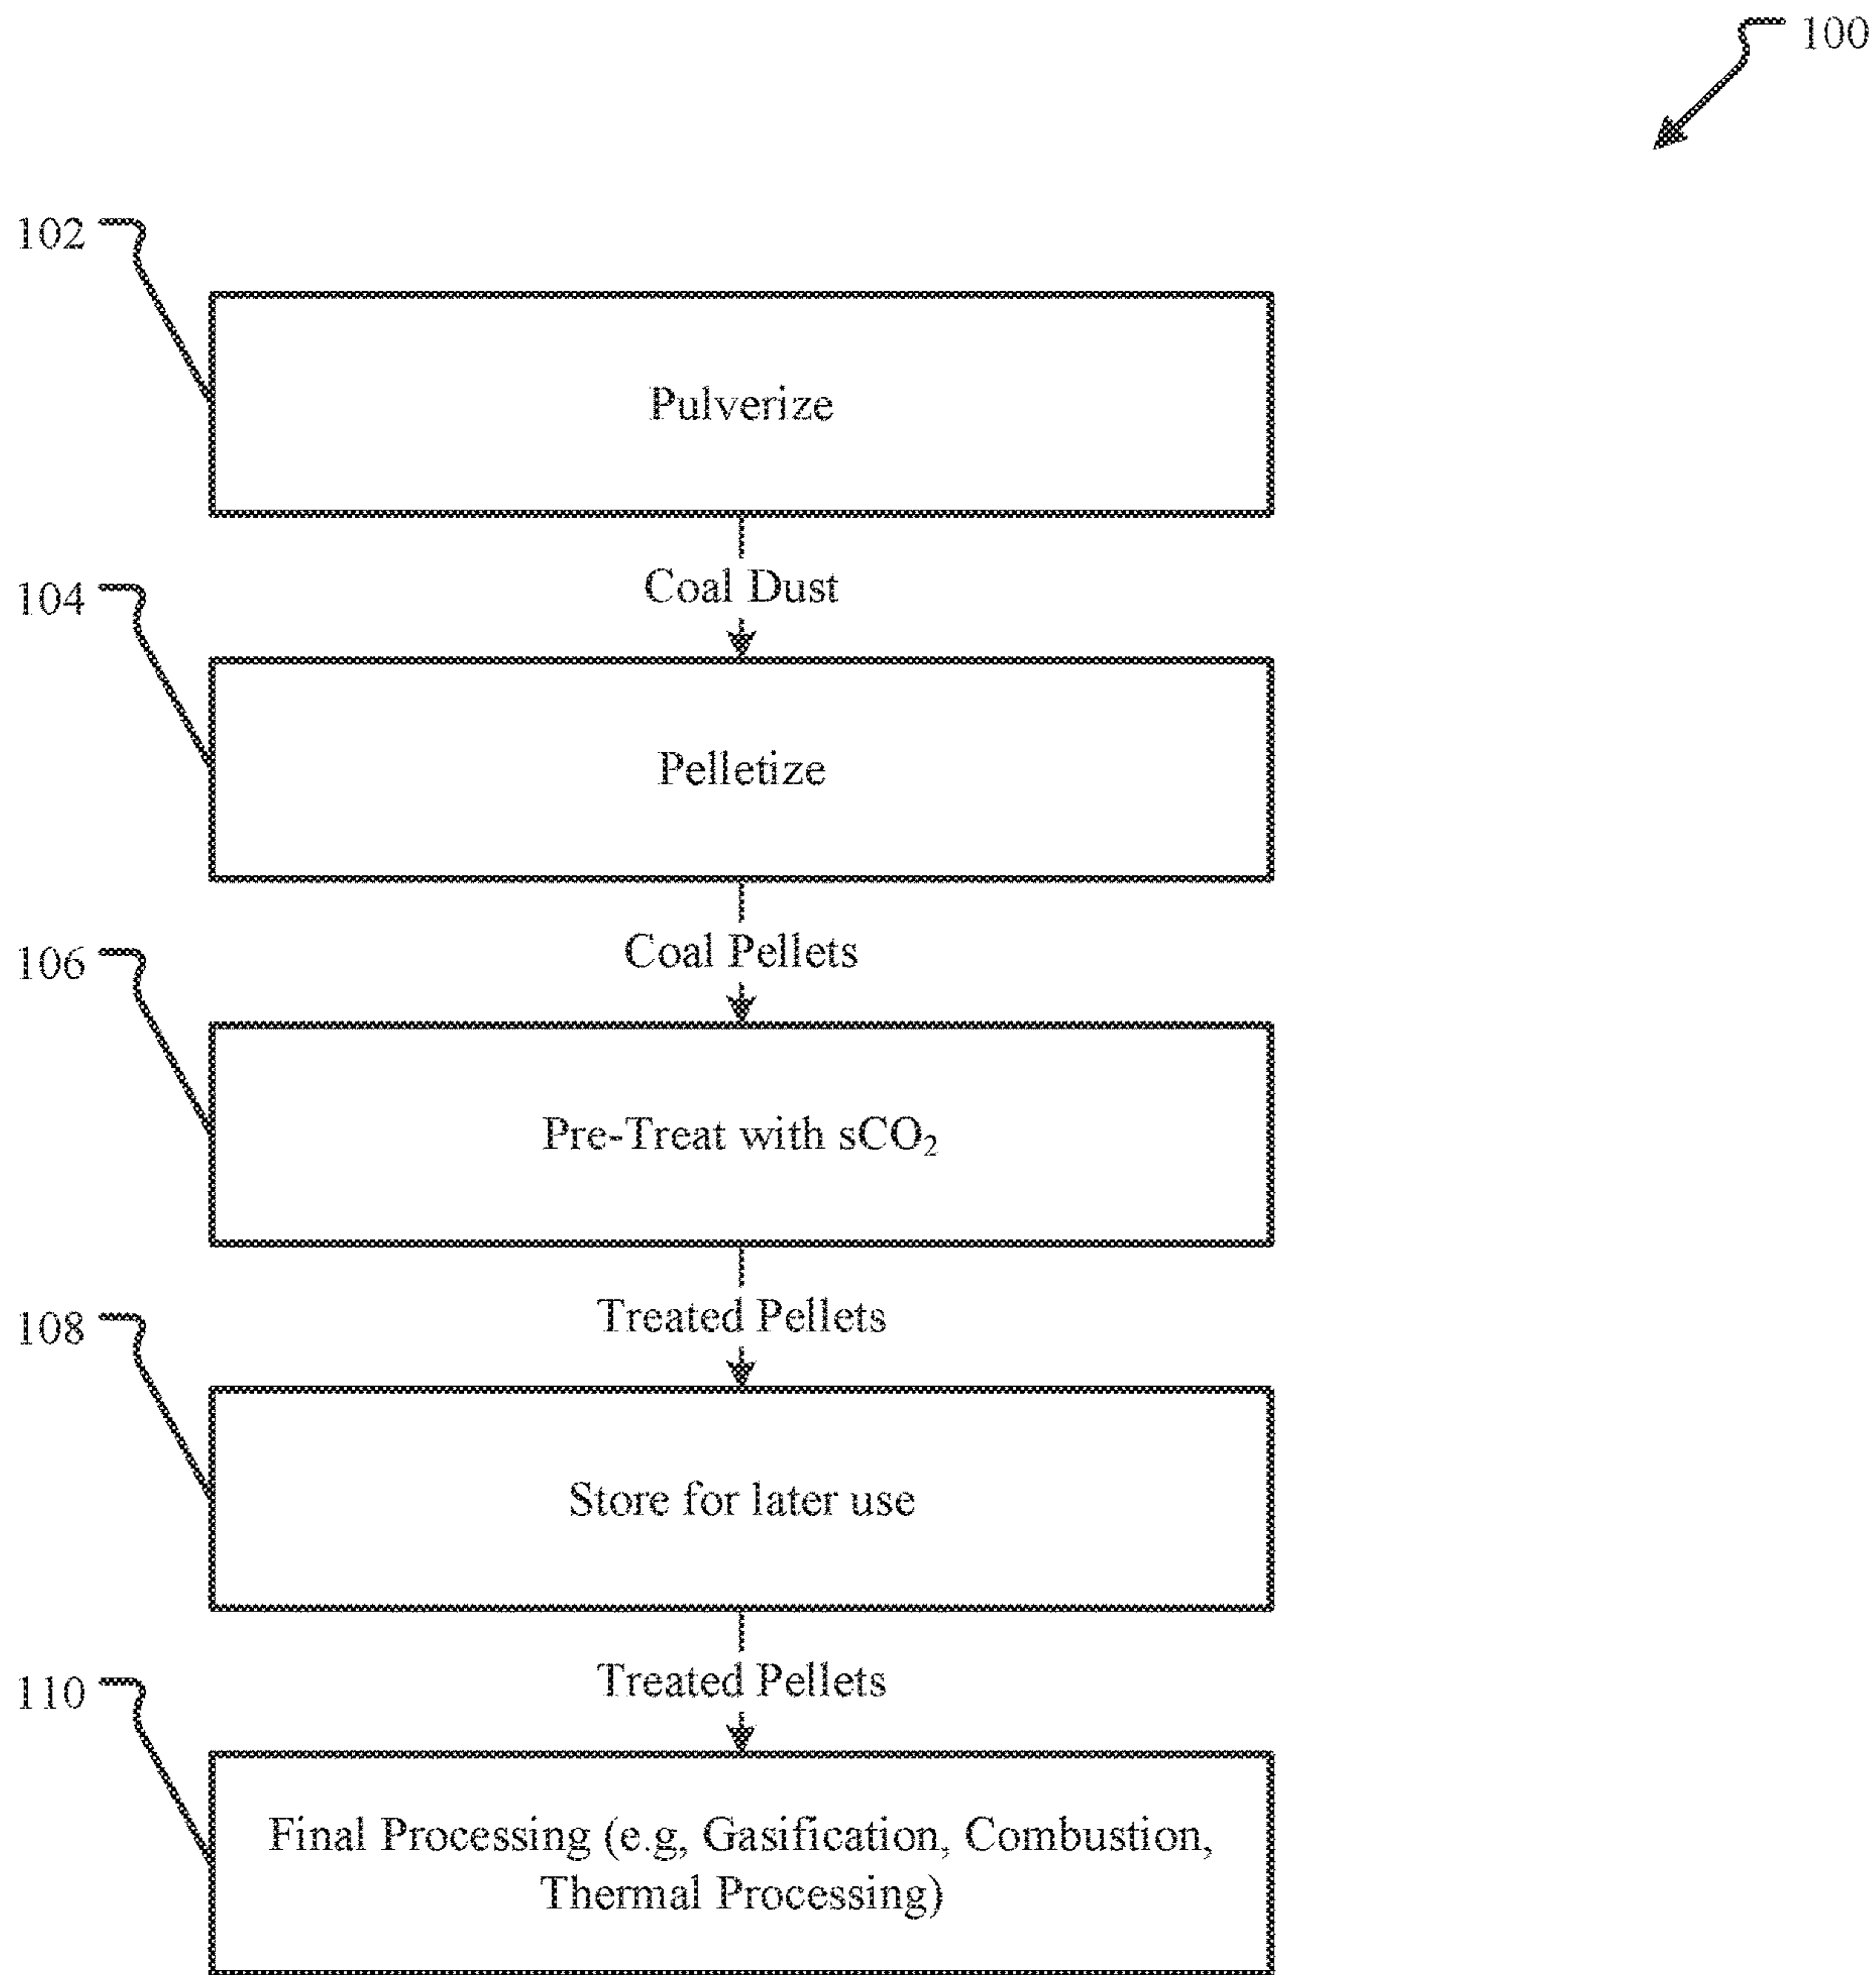 100
102
Pulverize
Coal Dust
104
Pelletize
Coal Pellets
106
Pre-Treat with sCO₂
Treated Pellets
108
Store for later use
Treated Pellets
110
Final Processing (e.g, Gasification, Combustion,
Thermal Processing)